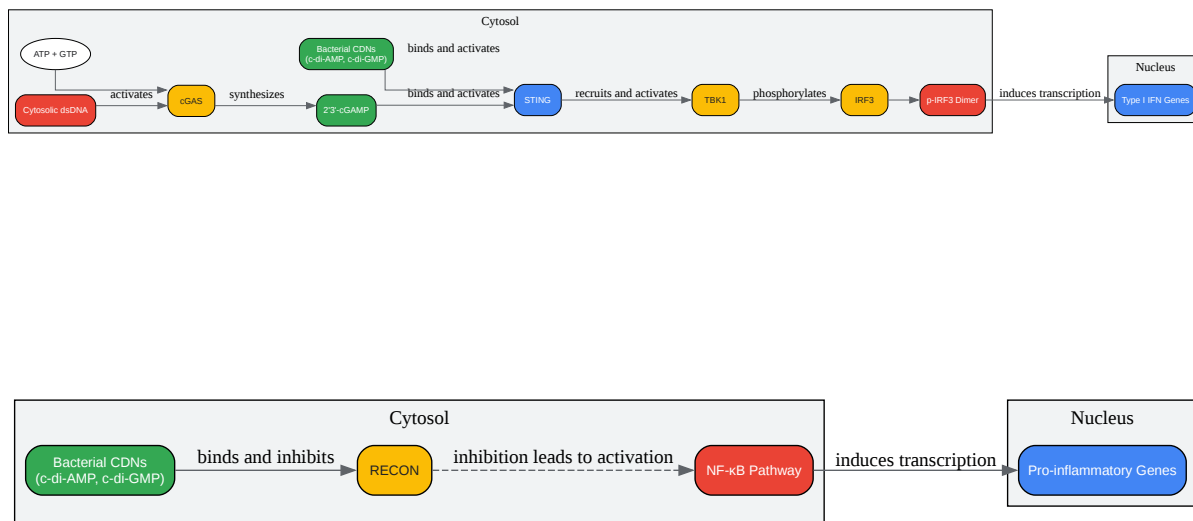 Cytosol
ATP + GTP
Bacterial CDNs
(c-di-AMP, c-di-GMP)
binds and activates
Nucleus
Cytosolic dsDNA
activates
cGAS
synthesizes
2'3'-cGAMP
binds and activates
STING
recruits and activates
TBK1
phosphorylates
IRF3
p-IRF3 Dimer
induces transcription
Type I IFN Genes
Cytosol
Nucleus
Bacterial CDNs
(c-di-AMP, c-di-GMP)
binds and inhibits
RECON
inhibition leads to activation
NF-κB Pathway
induces transcription
Pro-inflammatory Genes